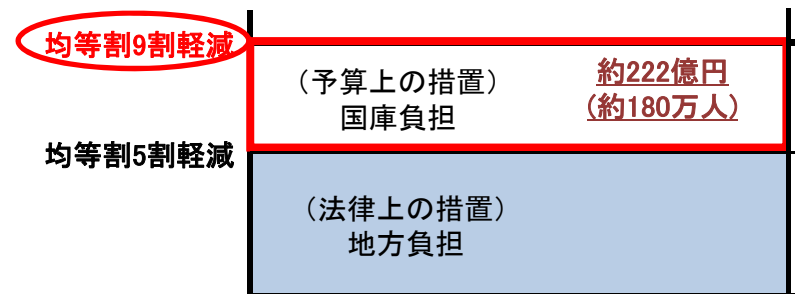 均等割9割軽減
（予算上の措置）
国庫負担
約222億円
(約180万人)
均等割5割軽減
（法律上の措置）
地方負担